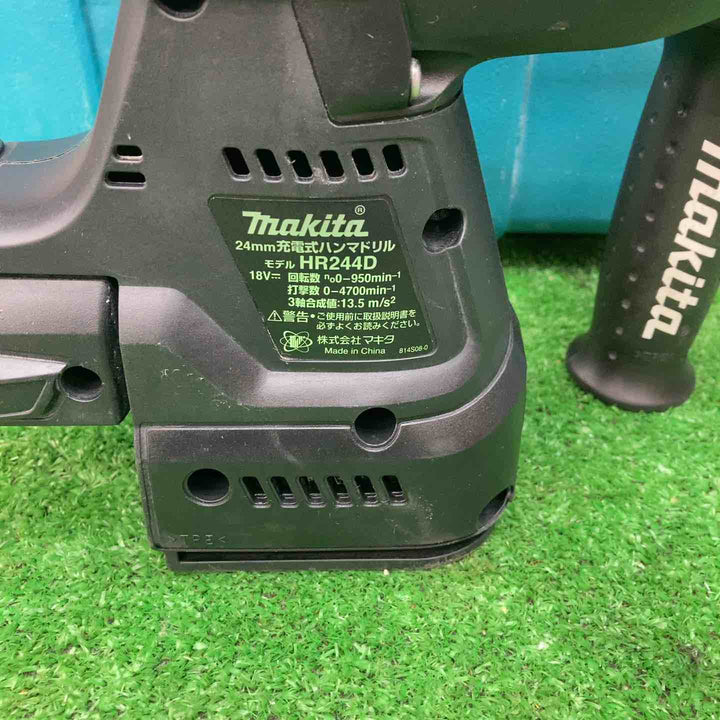 makita®
24mm充電式ハンマドリル
モデル HR244D
18V⎓ 回転数 n₀0-950min⁻¹
打撃数 0-4700min⁻¹
3軸合成値:13.5 m/s²
⚠警告・ご使用前に取扱説明書を
必ずよくお読みください。
株式会社 マキタ
Made in China 814S08-0
>TPE<
makita